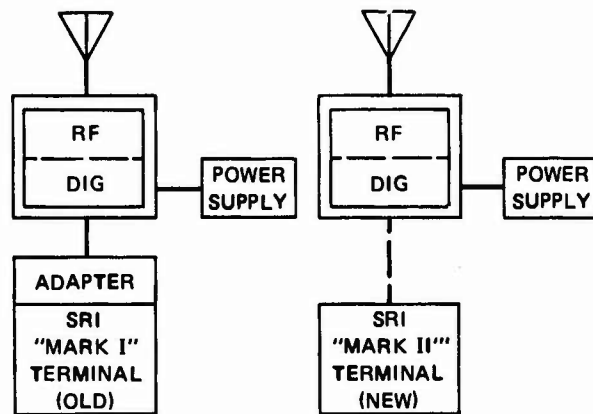 RF
DIG
POWER
SUPPLY
ADAPTER
SRI
"MARK I"
TERMINAL
(OLD)
RF
DIG
POWER
SUPPLY
SRI
"MARK II'"
TERMINAL
(NEW)